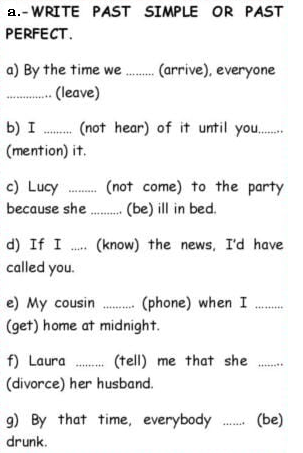 a.- WRITE PAST SIMPLE OR PAST
PERFECT.
a) By the time we ......... (arrive), everyone
.............. (leave)
b) I ......... (not hear) of it until you........
(mention) it.
c) Lucy ......... (not come) to the party
because she .......... (be) ill in bed.
d) If I ..... (know) the news, I'd have
called you.
e) My cousin .......... (phone) when I .........
(get) home at midnight.
f) Laura ......... (tell) me that she ........
(divorce) her husband.
g) By that time, everybody ....... (be)
drunk.